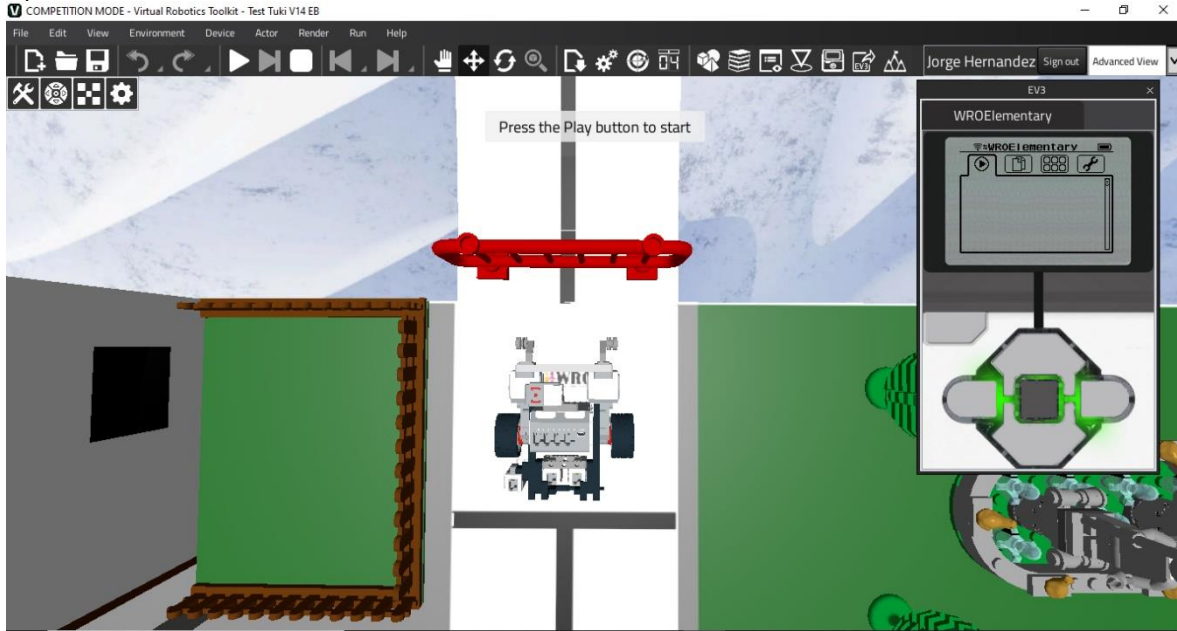 COMPETITION MODE - Virtual Robotics Toolkit - Test Tuki V14 EB
File Edit View Environment Device Actor Render Run Help
Jorge Hernandez Sign out Advanced View
EV3
WROElementary
WROElementary
Press the Play button to start
WRO